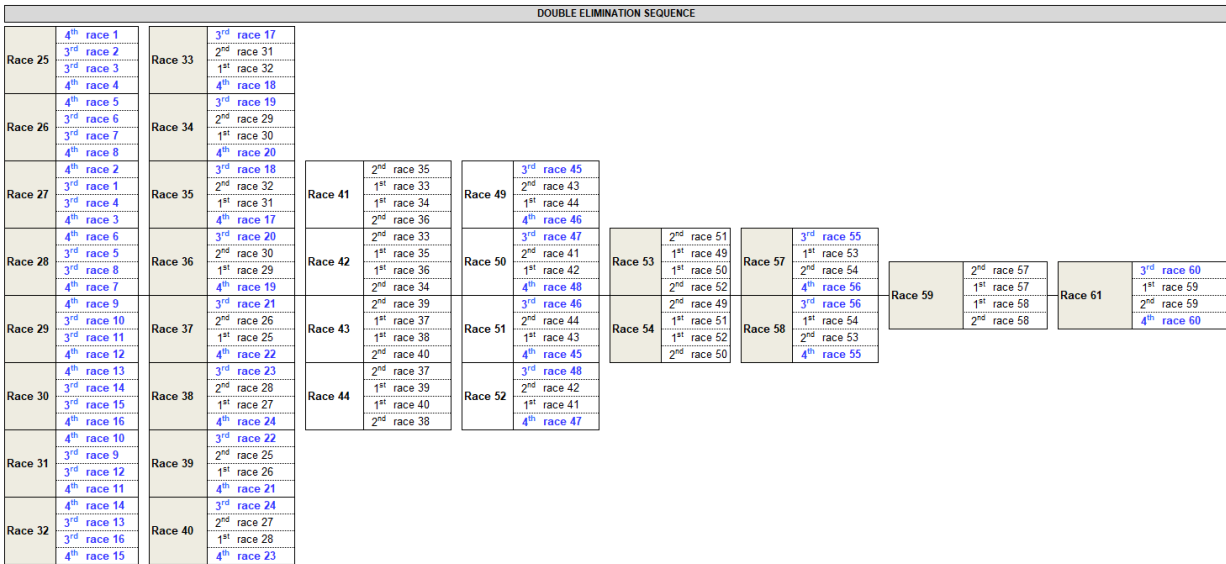 DOUBLE ELIMINATION SEQUENCE
Race 25
4th race 1
3rd race 2
3rd race 3
4th race 4
Race 26
4th race 5
3rd race 6
3rd race 7
4th race 8
Race 27
4th race 2
3rd race 1
3rd race 4
4th race 3
Race 28
4th race 6
3rd race 5
3rd race 8
4th race 7
Race 29
4th race 9
3rd race 10
3rd race 11
4th race 12
Race 30
4th race 13
3rd race 14
3rd race 15
4th race 16
Race 31
4th race 10
3rd race 9
3rd race 12
4th race 11
Race 32
4th race 14
3rd race 13
3rd race 16
4th race 15
Race 33
3rd race 17
2nd race 31
1st race 32
4th race 18
Race 34
3rd race 19
2nd race 29
1st race 30
4th race 20
Race 35
3rd race 18
2nd race 32
1st race 31
4th race 17
Race 36
3rd race 20
2nd race 30
1st race 29
4th race 19
Race 37
3rd race 21
2nd race 26
1st race 25
4th race 22
Race 38
3rd race 23
2nd race 28
1st race 27
4th race 24
Race 39
3rd race 22
2nd race 25
1st race 26
4th race 21
Race 40
3rd race 24
2nd race 27
1st race 28
4th race 23
Race 41
2nd race 35
1st race 33
1st race 34
2nd race 36
Race 42
2nd race 33
1st race 35
1st race 36
2nd race 34
Race 43
2nd race 39
1st race 37
1st race 38
2nd race 40
Race 44
2nd race 37
1st race 39
1st race 40
2nd race 38
Race 49
3rd race 45
2nd race 43
1st race 44
4th race 46
Race 50
3rd race 47
2nd race 41
1st race 42
4th race 48
Race 51
3rd race 46
2nd race 44
1st race 43
4th race 45
Race 52
3rd race 48
2nd race 42
1st race 41
4th race 47
Race 53
2nd race 51
1st race 49
1st race 50
2nd race 52
Race 54
2nd race 49
1st race 51
1st race 52
2nd race 50
Race 57
3rd race 55
1st race 53
2nd race 54
4th race 56
Race 58
3rd race 56
1st race 54
2nd race 53
4th race 55
Race 59
2nd race 57
1st race 57
1st race 58
2nd race 58
Race 61
3rd race 60
1st race 59
2nd race 59
4th race 60